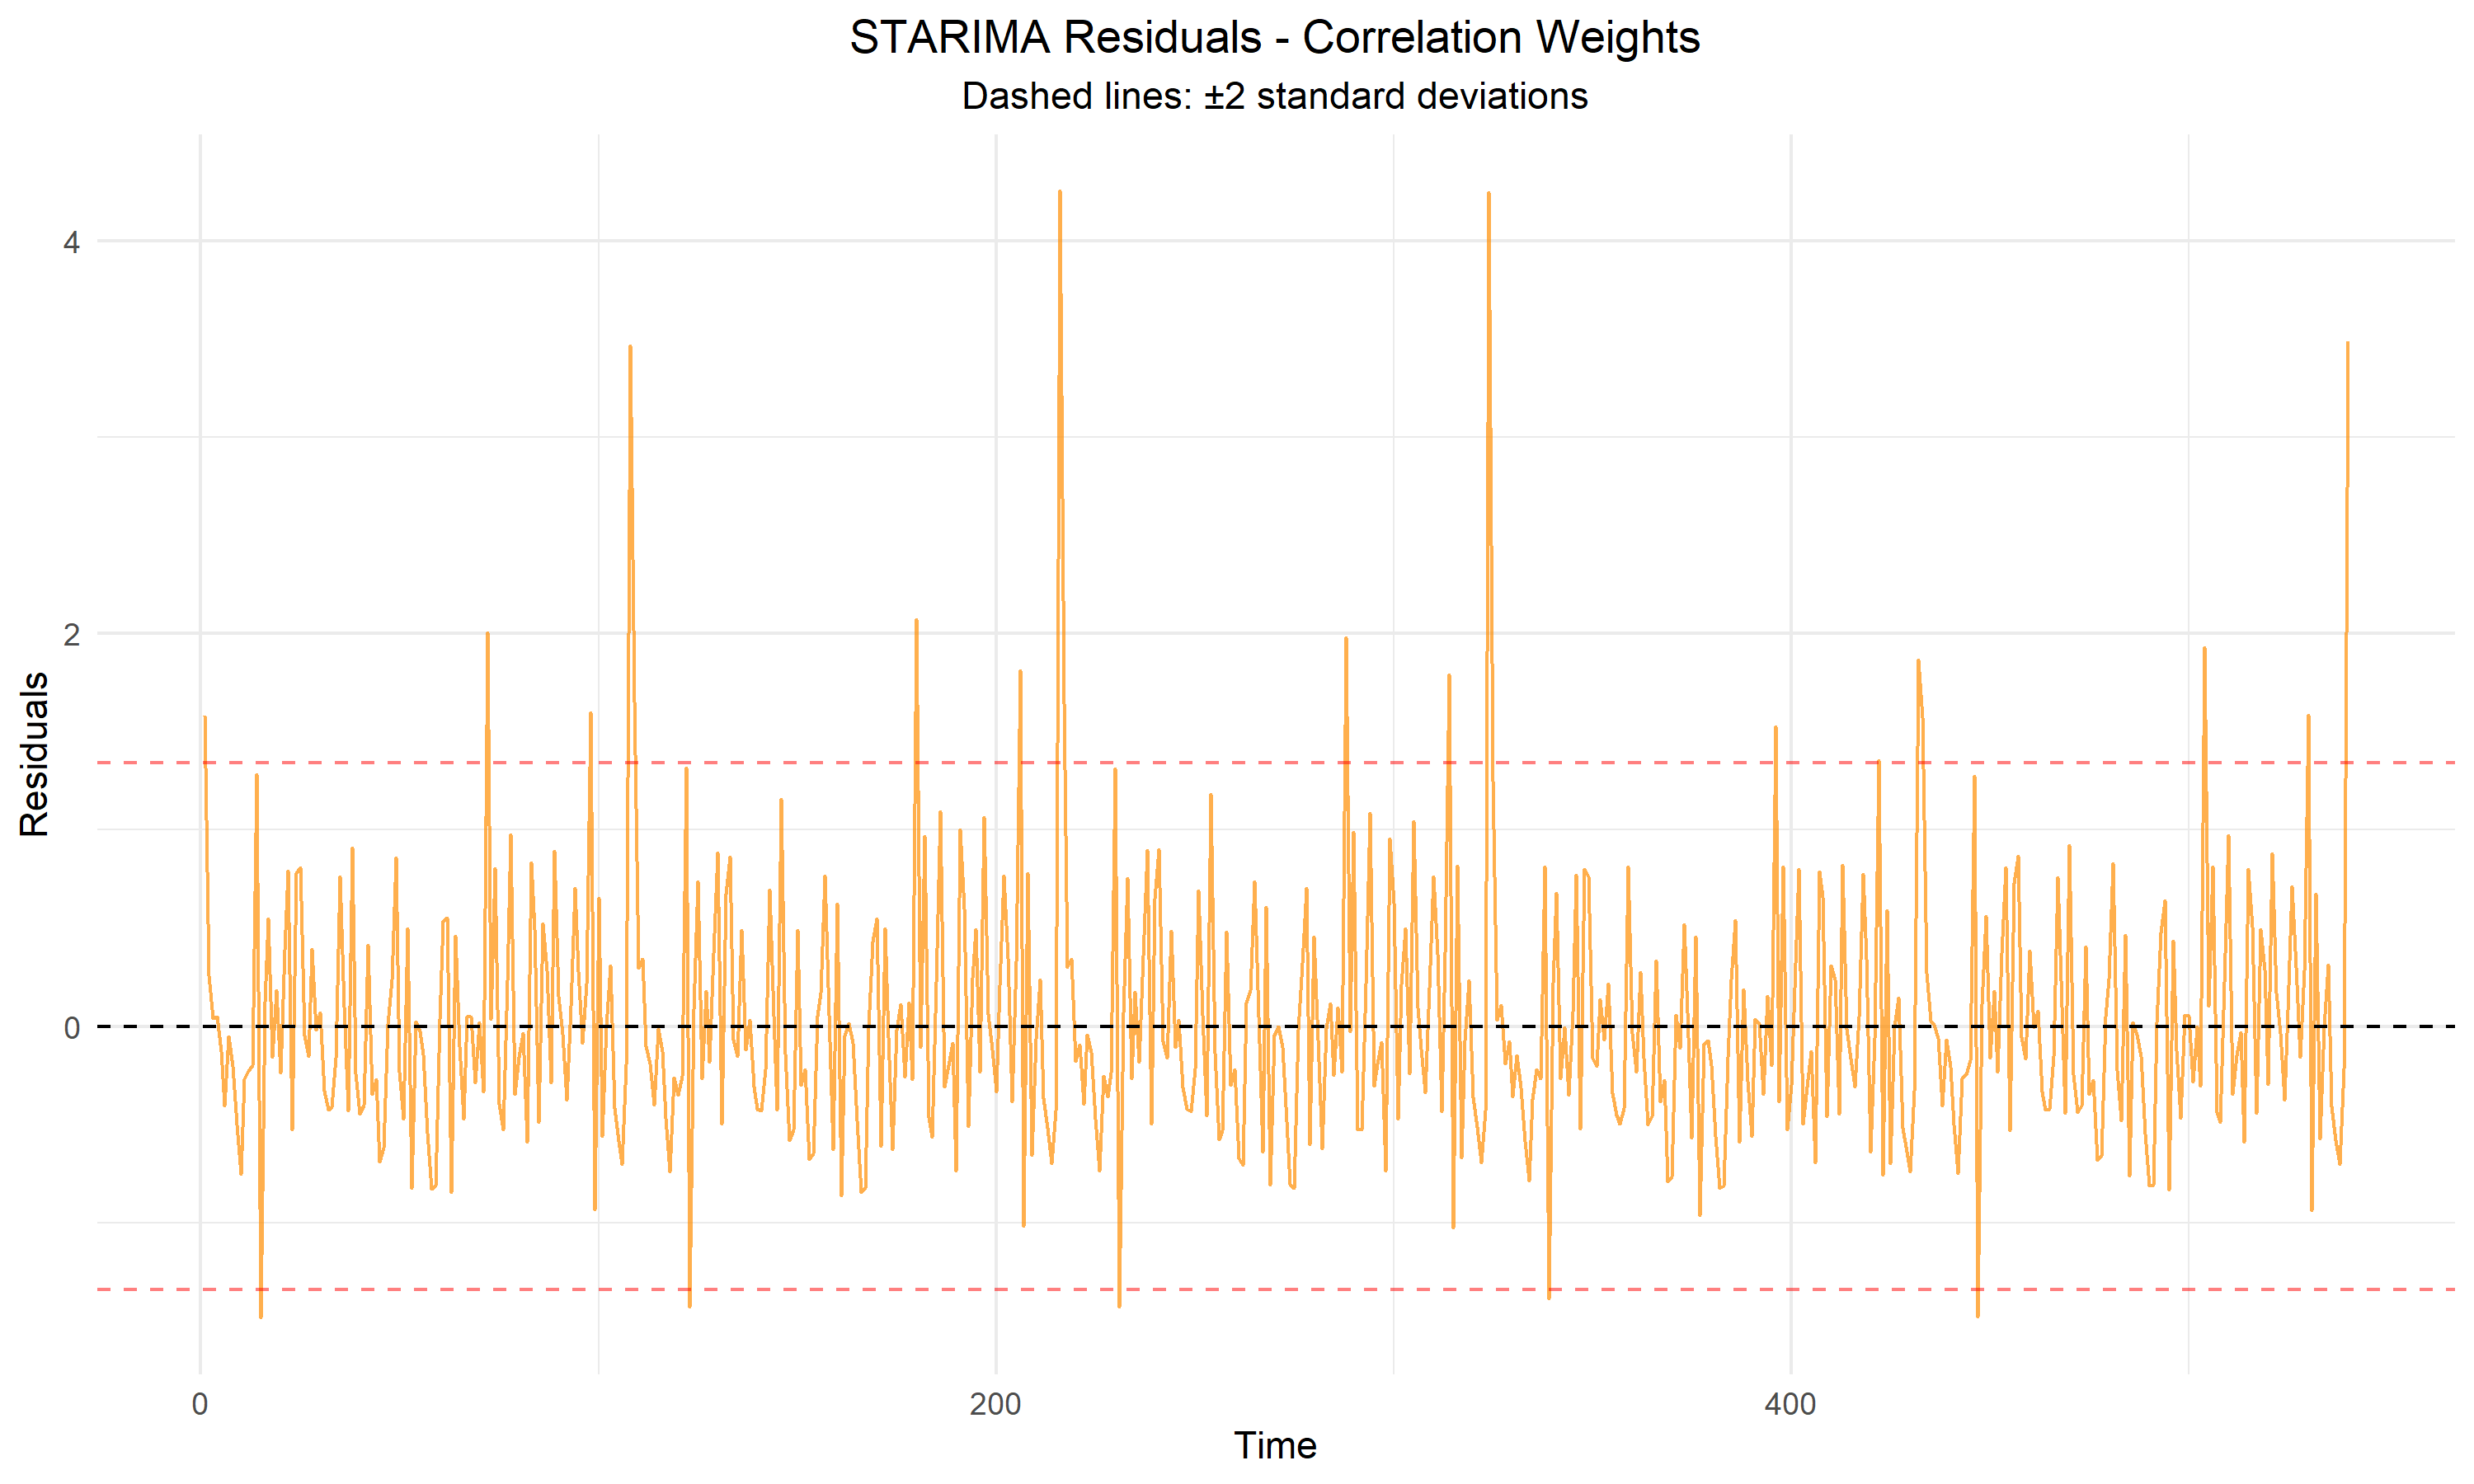 STARIMA Residuals - Correlation Weights
Dashed lines: ±2 standard deviations
Residuals
4
2
0
0
200
400
Time